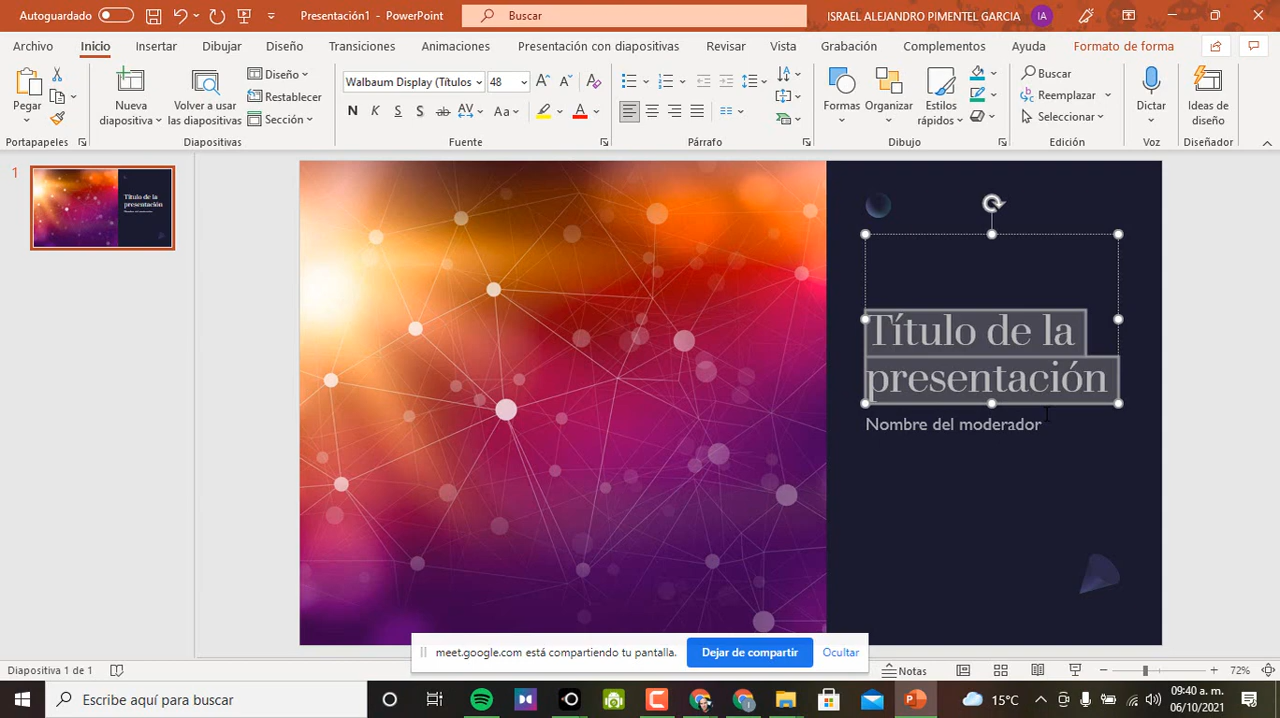 Autoguardado
Presentación1 - PowerPoint
Buscar
ISRAEL ALEJANDRO PIMENTEL GARCIA
IA
Archivo Inicio Insertar Dibujar Diseño Transiciones Animaciones Presentación con diapositivas Revisar Vista Grabación Complementos Ayuda Formato de forma
Pegar
Portapapeles
Nueva diapositiva
Volver a usar las diapositivas
Diseño
Restablecer
Sección
Diapositivas
Walbaum Display (Títulos
48
N K S S ab AV Aa A
Fuente
Párrafo
Formas
Organizar
Estilos rápidos
Dibujo
Buscar
Reemplazar
Seleccionar
Edición
Dictar
Voz
Ideas de diseño
Diseñador
1
Título de la
presentación
Título de la
presentación
Nombre del moderador
meet.google.com está compartiendo tu pantalla.
Dejar de compartir
Ocultar
Diapositiva 1 de 1
Notas
72%
Escribe aquí para buscar
15°C
09:40 a. m.
06/10/2021